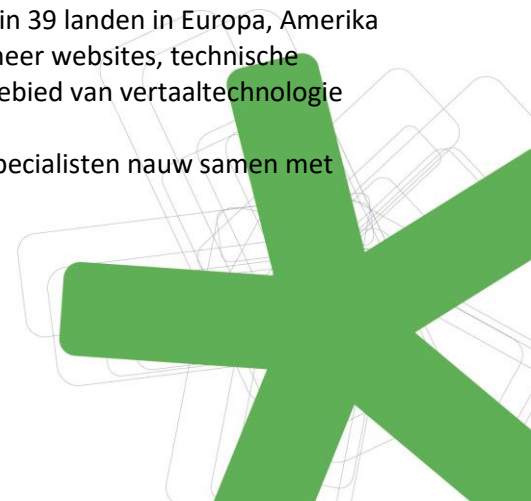 in 39 landen in Europa, Amerika
neer websites, technische
ebied van vertaaltechnologie
pecialisten nauw samen met